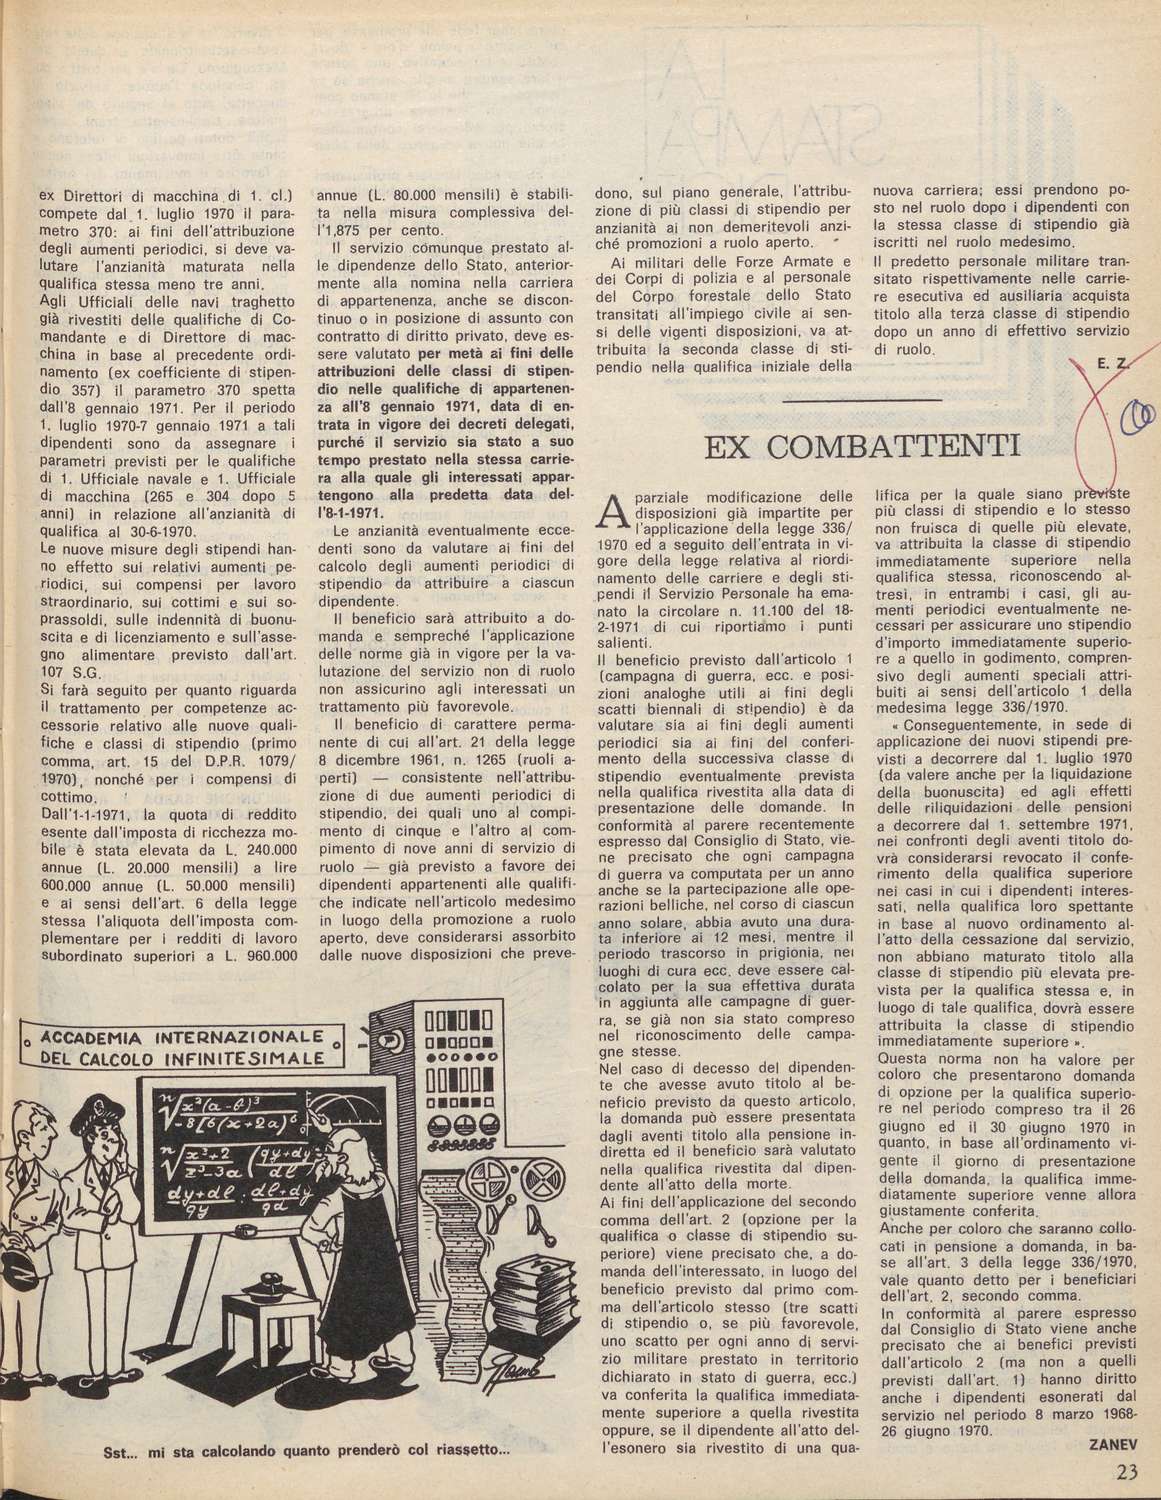 ex Direttori di macchina di 1. cl.)
compete dal 1. luglio 1970 il para-
metro 370: ai fini dell'attribuzione
degli aumenti periodici, si deve va-
lutare l'anzianità maturata nella
qualifica stessa meno tre anni.
Agli Ufficiali delle navi traghetto
già rivestiti delle qualifiche di Co-
mandante e di Direttore di mac-
china in base al precedente ordi-
namento (ex coefficiente di stipen-
dio 357) il parametro 370 spetta
dall'8 gennaio 1971. Per il periodo
1. luglio 1970-7 gennaio 1971 a tali
dipendenti sono da assegnare i
parametri previsti per le qualifiche
di 1. Ufficiale navale e 1. Ufficiale
di macchina (265 e 304 dopo 5
anni) in relazione all'anzianità di
qualifica al 30-6-1970.
Le nuove misure degli stipendi han-
no effetto sui relativi aumenti pe-
riodici, sui compensi per lavoro
straordinario, sui cottimi e sui so-
prassoldi, sulle indennità di buonu-
scita e di licenziamento e sull'asse-
gno alimentare previsto dall'art.
107 S.G.
Si farà seguito per quanto riguarda
il trattamento per competenze ac-
cessorie relativo alle nuove quali-
fiche e classi di stipendio (primo
comma, art. 15 del D.P.R. 1079/
1970), nonché per i compensi di
cottimo.
Dall'1-1-1971, la quota di reddito
esente dall'imposta di ricchezza mo-
bile è stata elevata da L. 240.000
annue (L. 20.000 mensili) a lire
600.000 annue (L. 50.000 mensili)
e ai sensi dell'art. 6 della legge
stessa l'aliquota dell'imposta com-
plementare per i redditi di lavoro
subordinato superiori a L. 960.000
annue (L. 80.000 mensili) è stabili-
ta nella misura complessiva del-
l'1,875 per cento.
Il servizio comunque prestato al-
le dipendenze dello Stato, anterior-
mente alla nomina nella carriera
di appartenenza, anche se discon-
tinuo o in posizione di assunto con
contratto di diritto privato, deve es-
sere valutato per metà ai fini delle
attribuzioni delle classi di stipen-
dio nelle qualifiche di appartenen-
za all'8 gennaio 1971, data di en-
trata in vigore dei decreti delegati,
purché il servizio sia stato a suo
tempo prestato nella stessa carrie-
ra alla quale gli interessati appar-
tengono alla predetta data del-
l'8-1-1971.
Le anzianità eventualmente ecce-
denti sono da valutare ai fini del
calcolo degli aumenti periodici di
stipendio da attribuire a ciascun
dipendente.
Il beneficio sarà attribuito a do-
manda e sempreché l'applicazione
delle norme già in vigore per la va-
lutazione del servizio non di ruolo
non assicurino agli interessati un
trattamento più favorevole.
Il beneficio di carattere perma-
nente di cui all'art. 21 della legge
8 dicembre 1961, n. 1265 (ruoli a-
perti) — consistente nell'attribu-
zione di due aumenti periodici di
stipendio, dei quali uno al compi-
mento di cinque e l'altro al com-
pimento di nove anni di servizio di
ruolo — già previsto a favore dei
dipendenti appartenenti alle qualifi-
che indicate nell'articolo medesimo
in luogo della promozione a ruolo
aperto, deve considerarsi assorbito
dalle nuove disposizioni che preve-
dono, sul piano generale, l'attribu-
zione di più classi di stipendio per
anzianità ai non demeritevoli anzi-
ché promozioni a ruolo aperto.
Ai militari delle Forze Armate e
dei Corpi di polizia e al personale
del Corpo forestale dello Stato
transitati all'impiego civile ai sen-
si delle vigenti disposizioni, va at-
tribuita la seconda classe di sti-
pendio nella qualifica iniziale della
nuova carriera; essi prendono po-
sto nel ruolo dopo i dipendenti con
la stessa classe di stipendio già
iscritti nel ruolo medesimo.
Il predetto personale militare tran-
sitato rispettivamente nelle carrie-
re esecutiva ed ausiliaria acquista
titolo alla terza classe di stipendio
dopo un anno di effettivo servizio
di ruolo.
E. Z.
EX COMBATTENTI
A parziale modificazione delle
disposizioni già impartite per
l'applicazione della legge 336/
1970 ed a seguito dell'entrata in vi-
gore della legge relativa al riordi-
namento delle carriere e degli sti-
pendi il Servizio Personale ha ema-
nato la circolare n. 11.100 del 18-
2-1971 di cui riportiamo i punti
salienti.
Il beneficio previsto dall'articolo 1
(campagna di guerra, ecc. e posi-
zioni analoghe utili ai fini degli
scatti biennali di stipendio) è da
valutare sia ai fini degli aumenti
periodici sia ai fini del conferi-
mento della successiva classe di
stipendio eventualmente prevista
nella qualifica rivestita alla data di
presentazione delle domande. In
conformità al parere recentemente
espresso dal Consiglio di Stato, vie-
ne precisato che ogni campagna
di guerra va computata per un anno
anche se la partecipazione alle ope-
razioni belliche, nel corso di ciascun
anno solare, abbia avuto una dura-
ta inferiore ai 12 mesi, mentre il
periodo trascorso in prigionia, nei
luoghi di cura ecc. deve essere cal-
colato per la sua effettiva durata
in aggiunta alle campagne di guer-
ra, se già non sia stato compreso
nel riconoscimento delle campa-
gne stesse.
Nel caso di decesso del dipenden-
te che avesse avuto titolo al be-
neficio previsto da questo articolo,
la domanda può essere presentata
dagli aventi titolo alla pensione in-
diretta ed il beneficio sarà valutato
nella qualifica rivestita dal dipen-
dente all'atto della morte.
Ai fini dell'applicazione del secondo
comma dell'art. 2 (opzione per la
qualifica o classe di stipendio su-
periore) viene precisato che, a do-
manda dell'interessato, in luogo del
beneficio previsto dal primo com-
ma dell'articolo stesso (tre scatti
di stipendio o, se più favorevole,
uno scatto per ogni anno di servi-
zio militare prestato in territorio
dichiarato in stato di guerra, ecc.)
va conferita la qualifica immediata-
mente superiore a quella rivestita
oppure, se il dipendente all'atto del-
l'esonero sia rivestito di una qua-
lifica per la quale siano previste
più classi di stipendio e lo stesso
non fruisca di quelle più elevate,
va attribuita la classe di stipendio
immediatamente superiore nella
qualifica stessa, riconoscendo al-
tresì, in entrambi i casi, gli au-
menti periodici eventualmente ne-
cessari per assicurare uno stipendio
d'importo immediatamente superio-
re a quello in godimento, compren-
sivo degli aumenti speciali attri-
buiti ai sensi dell'articolo 1 della
medesima legge 336/1970.
« Conseguentemente, in sede di
applicazione dei nuovi stipendi pre-
visti a decorrere dal 1. luglio 1970
(da valere anche per la liquidazione
della buonuscita) ed agli effetti
delle riliquidazioni delle pensioni
a decorrere dal 1. settembre 1971,
nei confronti degli aventi titolo do-
vrà considerarsi revocato il confe-
rimento della qualifica superiore
nei casi in cui i dipendenti interes-
sati, nella qualifica loro spettante
in base al nuovo ordinamento al-
l'atto della cessazione dal servizio,
non abbiano maturato titolo alla
classe di stipendio più elevata pre-
vista per la qualifica stessa e, in
luogo di tale qualifica, dovrà essere
attribuita la classe di stipendio
immediatamente superiore ».
Questa norma non ha valore per
coloro che presentarono domanda
di opzione per la qualifica superio-
re nel periodo compreso tra il 26
giugno ed il 30 giugno 1970 in
quanto, in base all'ordinamento vi-
gente il giorno di presentazione
della domanda, la qualifica imme-
diatamente superiore venne allora
giustamente conferita.
Anche per coloro che saranno collo-
cati in pensione a domanda, in ba-
se all'art. 3 della legge 336/1970,
vale quanto detto per i beneficiari
dell'art. 2, secondo comma.
In conformità al parere espresso
dal Consiglio di Stato viene anche
precisato che ai benefici previsti
dall'articolo 2 (ma non a quelli
previsti dall'art. 1) hanno diritto
anche i dipendenti esonerati dal
servizio nel periodo 8 marzo 1968-
26 giugno 1970.
ZANEV
ACCADEMIA INTERNAZIONALE
DEL CALCOLO INFINITESIMALE
Sst... mi sta calcolando quanto prenderò col riassetto...
23